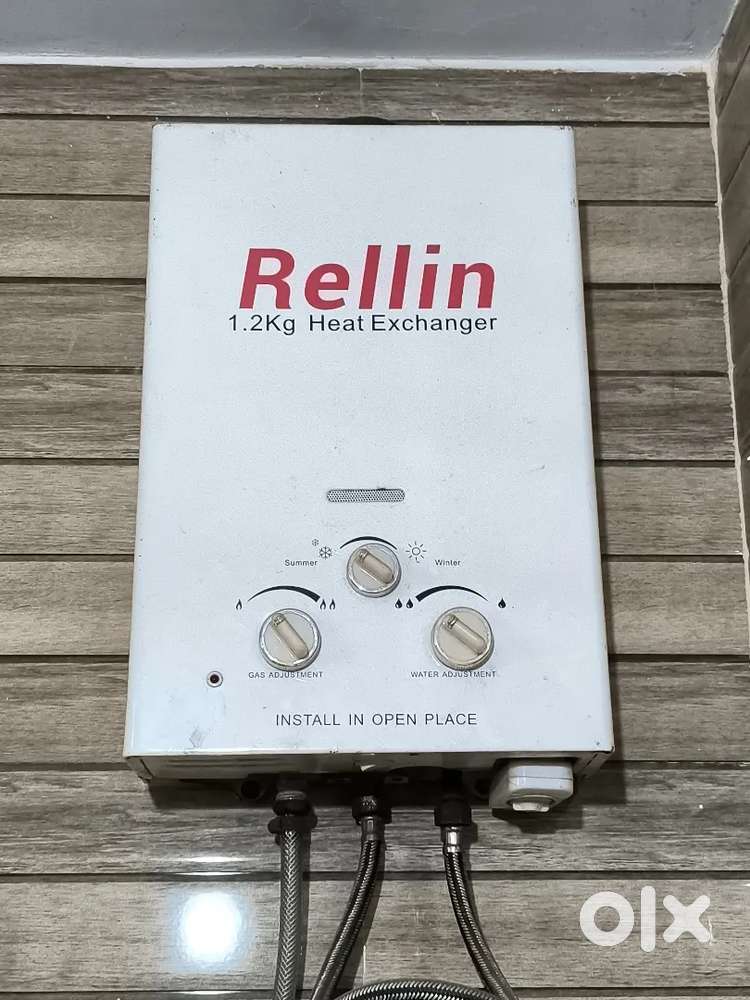 Rellin
1.2Kg Heat Exchanger
Summer
Winter
GAS ADJUSTMENT
WATER ADJUSTMENT
INSTALL IN OPEN PLACE
olx